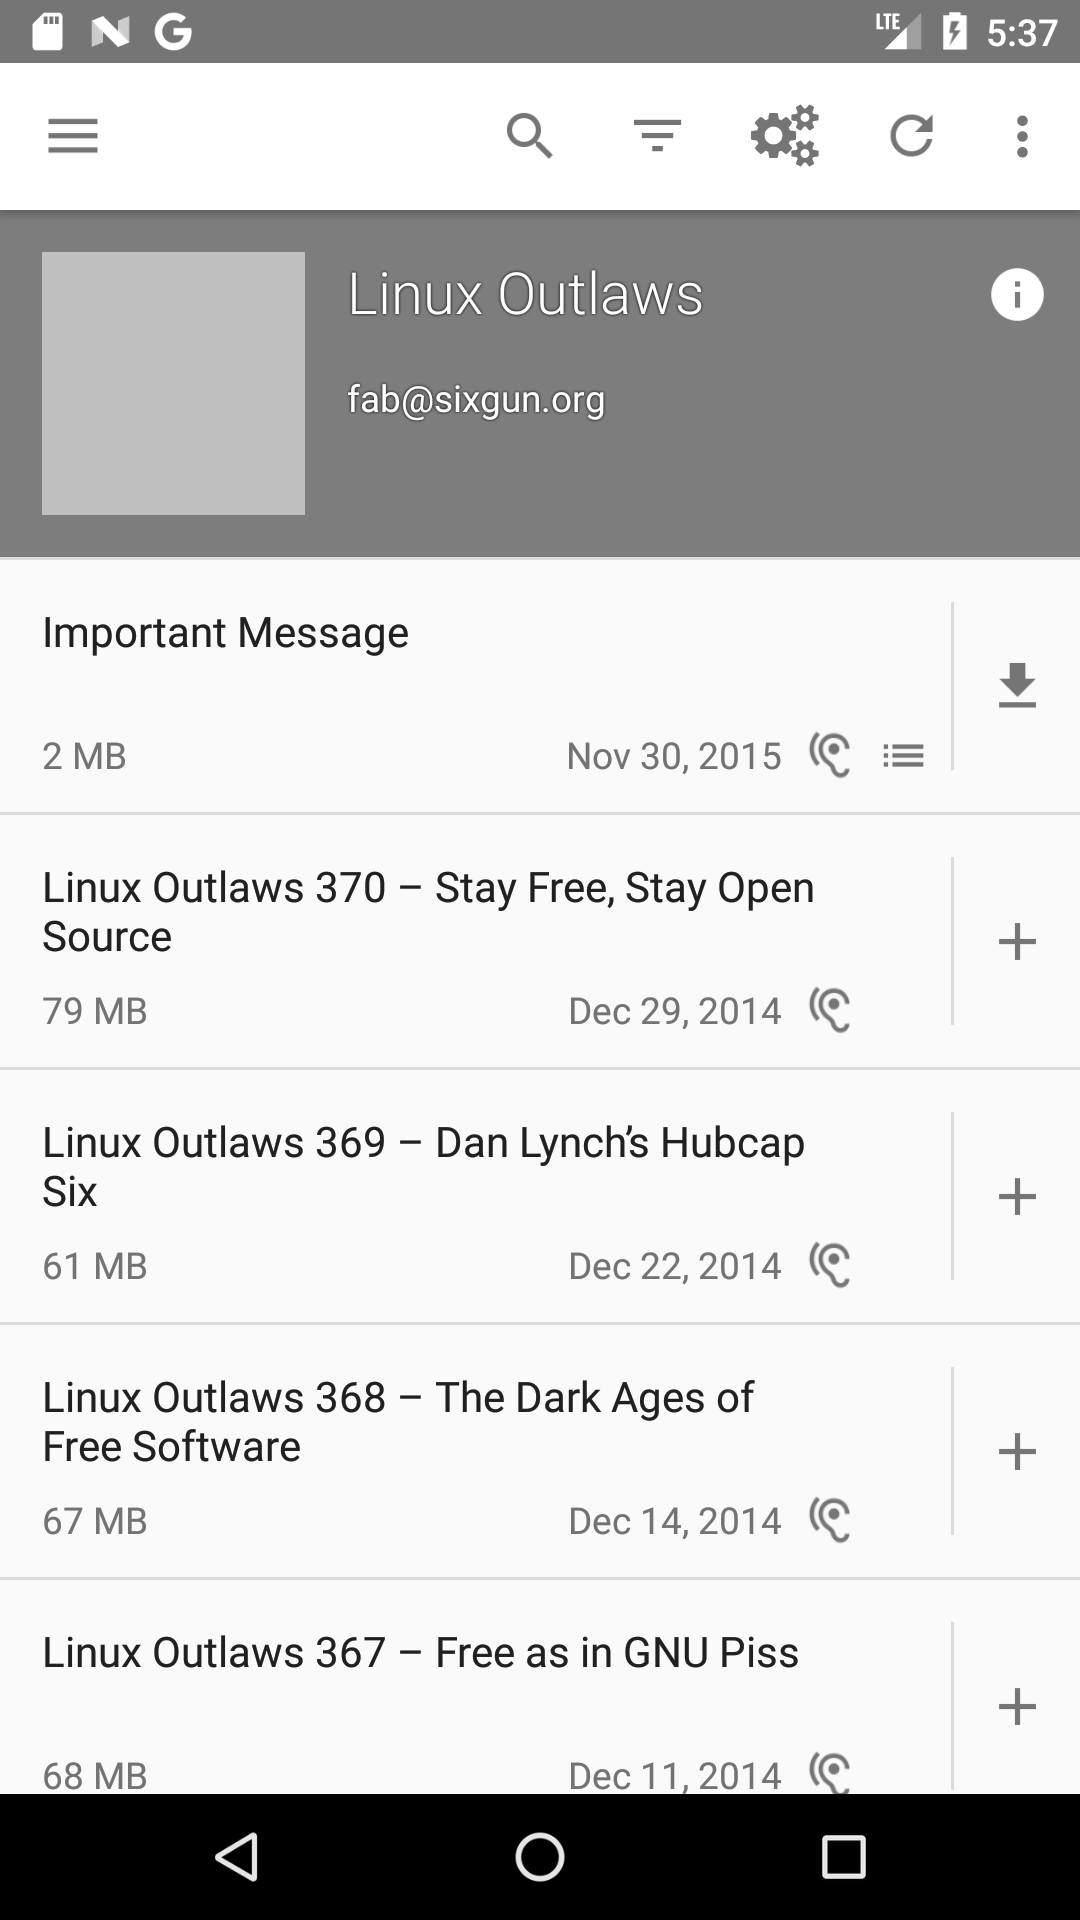 LTE 5:37
Linux Outlaws
fab@sixgun.org
Important Message
2 MB Nov 30, 2015
Linux Outlaws 370 – Stay Free, Stay Open
Source
79 MB Dec 29, 2014
Linux Outlaws 369 – Dan Lynch’s Hubcap
Six
61 MB Dec 22, 2014
Linux Outlaws 368 – The Dark Ages of
Free Software
67 MB Dec 14, 2014
Linux Outlaws 367 – Free as in GNU Piss
68 MB Dec 11, 2014